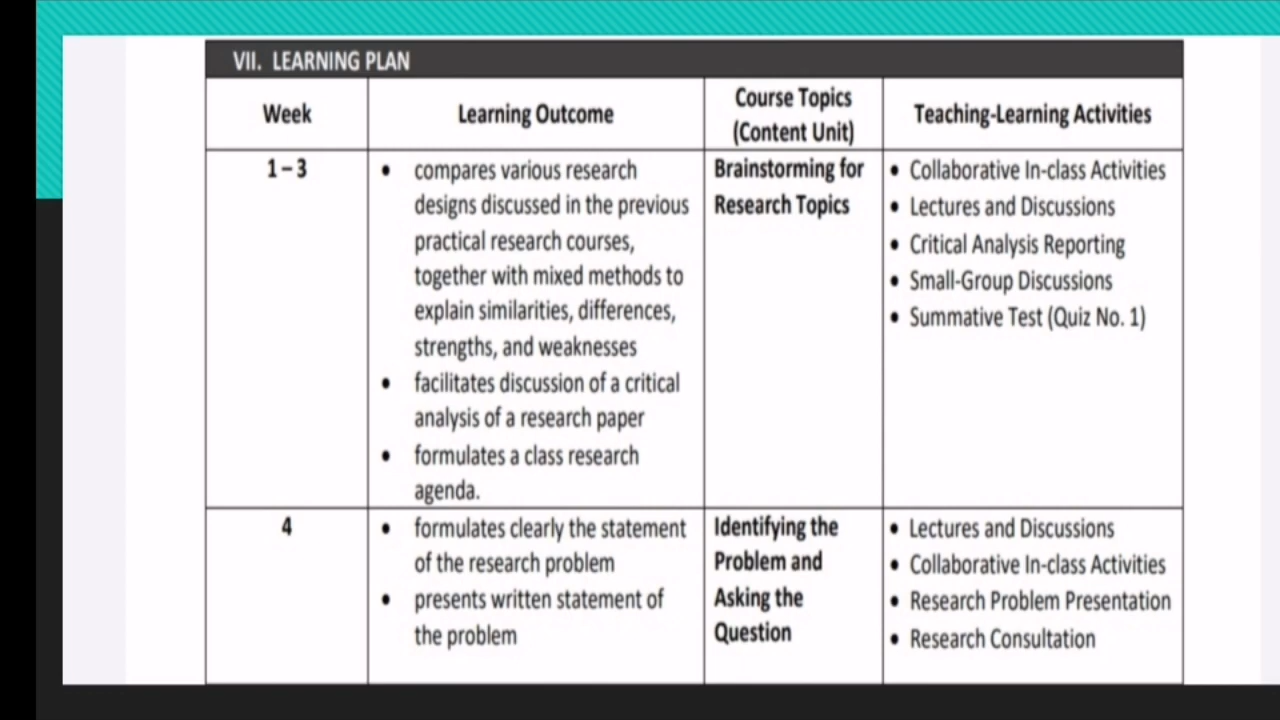 VII. LEARNING PLAN
Week
Learning Outcome
Course Topics
(Content Unit)
Teaching-Learning Activities
1 – 3
• compares various research
designs discussed in the previous
practical research courses,
together with mixed methods to
explain similarities, differences,
strengths, and weaknesses
• facilitates discussion of a critical
analysis of a research paper
• formulates a class research
agenda.
Brainstorming for
Research Topics
• Collaborative In-class Activities
• Lectures and Discussions
• Critical Analysis Reporting
• Small-Group Discussions
• Summative Test (Quiz No. 1)
4
• formulates clearly the statement
of the research problem
• presents written statement of
the problem
Identifying the
Problem and
Asking the
Question
• Lectures and Discussions
• Collaborative In-class Activities
• Research Problem Presentation
• Research Consultation